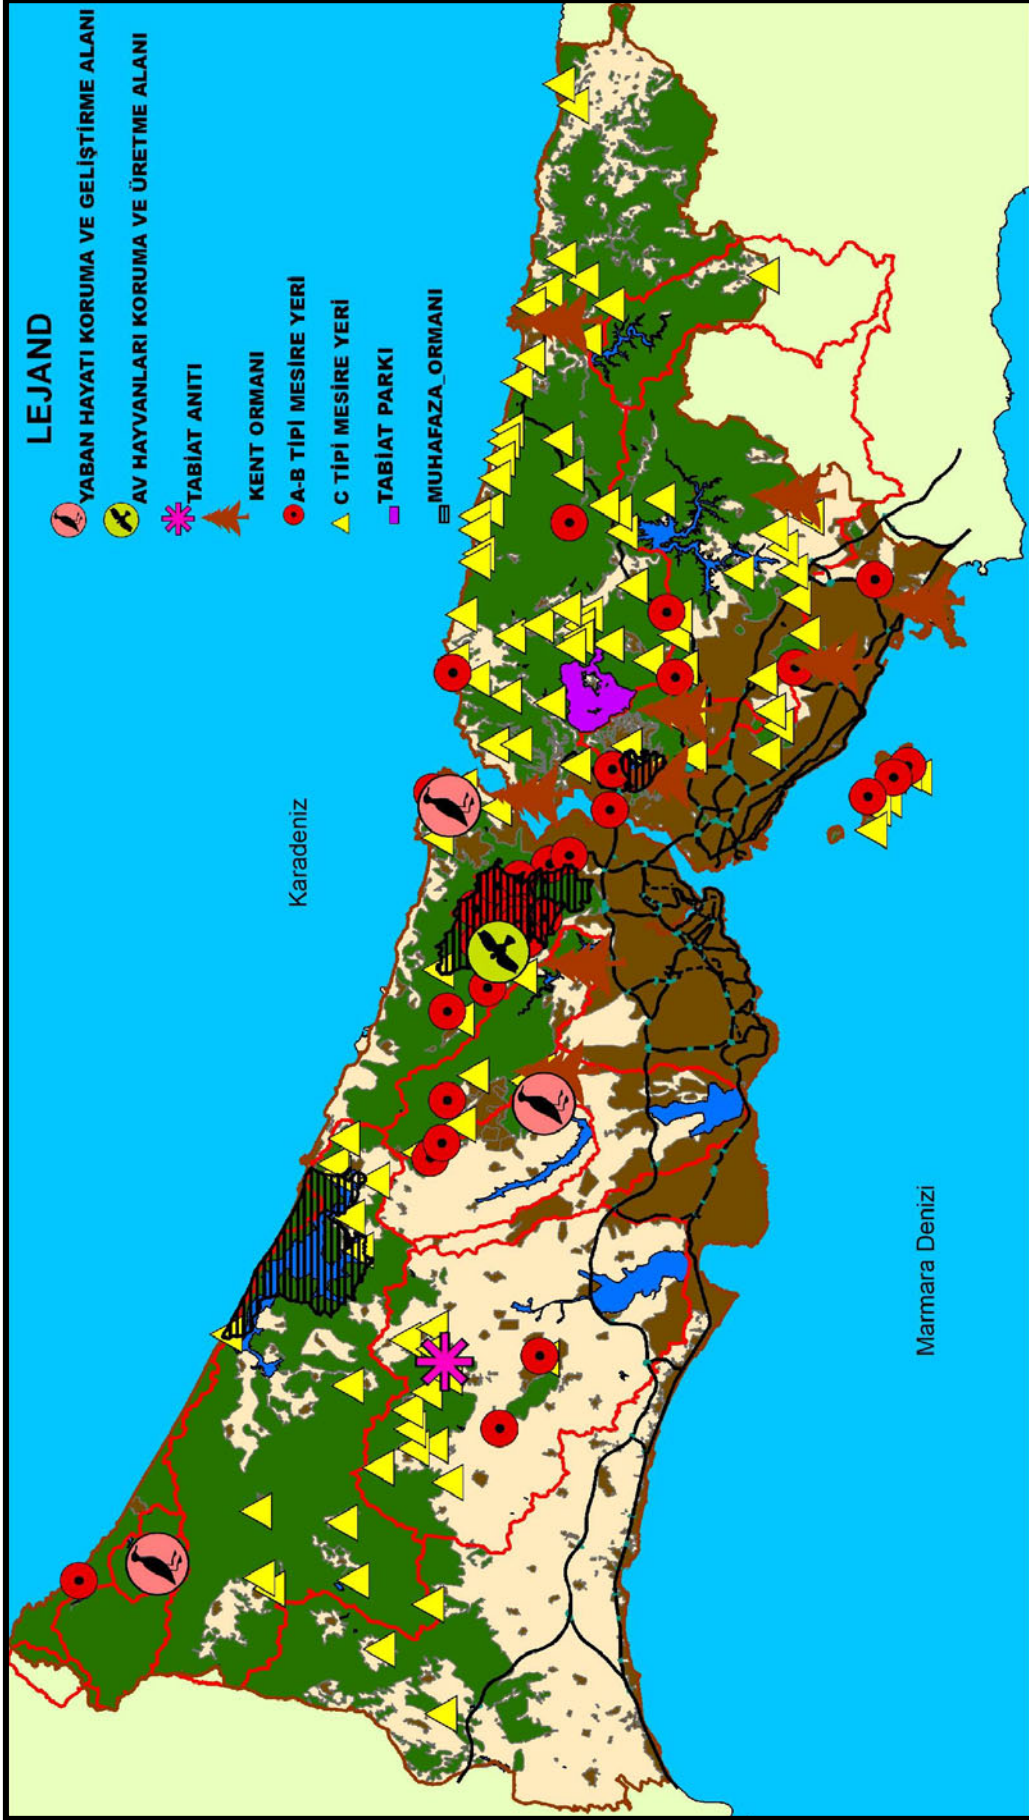 LEJAND
YABAN HAYATI KORUMA VE GELİŞTİRME ALANI
AV HAYVANLARI KORUMA VE ÜRETME ALANI
TABİAT ANITI
KENT ORMANI
A-B TİPİ MESİRE YERİ
C TİPİ MESİRE YERİ
TABİAT PARKI
MUHAFAZA_ORMANI
Karadeniz
Marmara Denizi